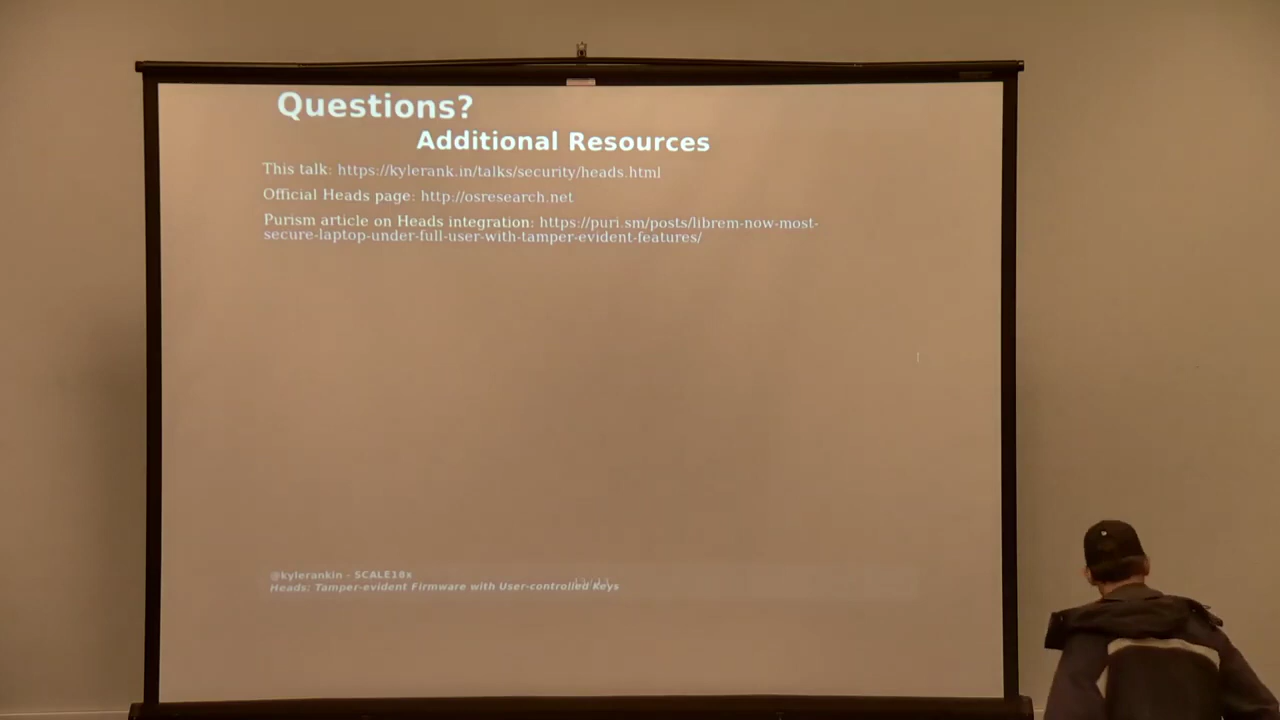 Questions?
Additional Resources
This talk: https://kylerank.in/talks/security/heads.html
Official Heads page: http://osresearch.net
Purism article on Heads integration: https://puri.sm/posts/librem-now-most-
secure-laptop-under-full-user-with-tamper-evident-features/
@kylerankin - SCALE16x
Heads: Tamper-evident Firmware with User-controlled Keys